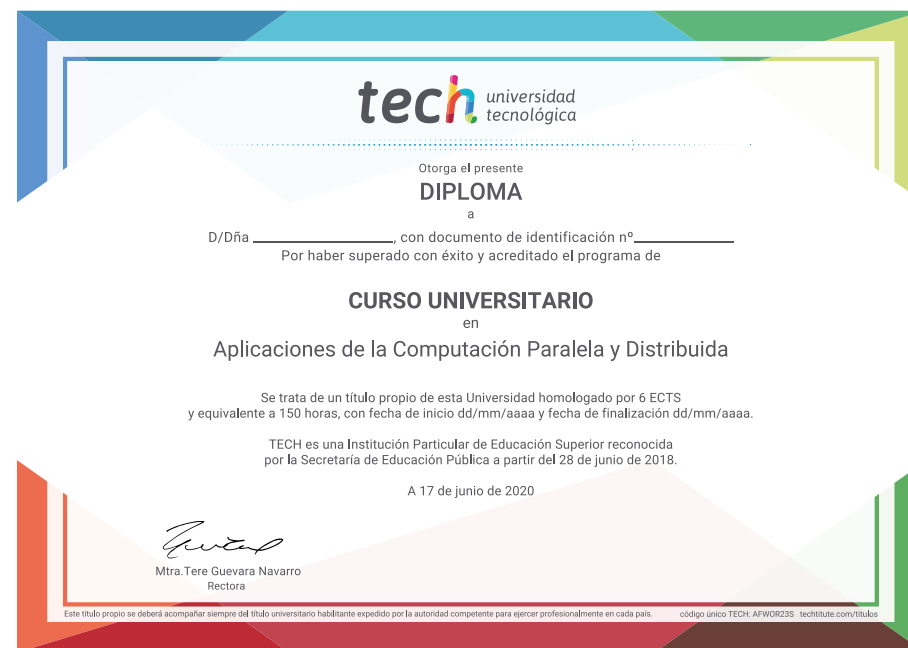 tech universidad
tecnológica
Otorga el presente
DIPLOMA
a
D/Dña ____________________, con documento de identificación nº______________
Por haber superado con éxito y acreditado el programa de
CURSO UNIVERSITARIO
en
Aplicaciones de la Computación Paralela y Distribuida
Se trata de un título propio de esta Universidad homologado por 6 ECTS
y equivalente a 150 horas, con fecha de inicio dd/mm/aaaa y fecha de finalización dd/mm/aaaa.
TECH es una Institución Particular de Educación Superior reconocida
por la Secretaría de Educación Pública a partir del 28 de junio de 2018.
A 17 de junio de 2020
Mtra.Tere Guevara Navarro
Rectora
Este título propio se deberá acompañar siempre del título universitario habilitante expedido por la autoridad competente para ejercer profesionalmente en cada país. código único TECH: AFWOR23S techtitute.com/titulos